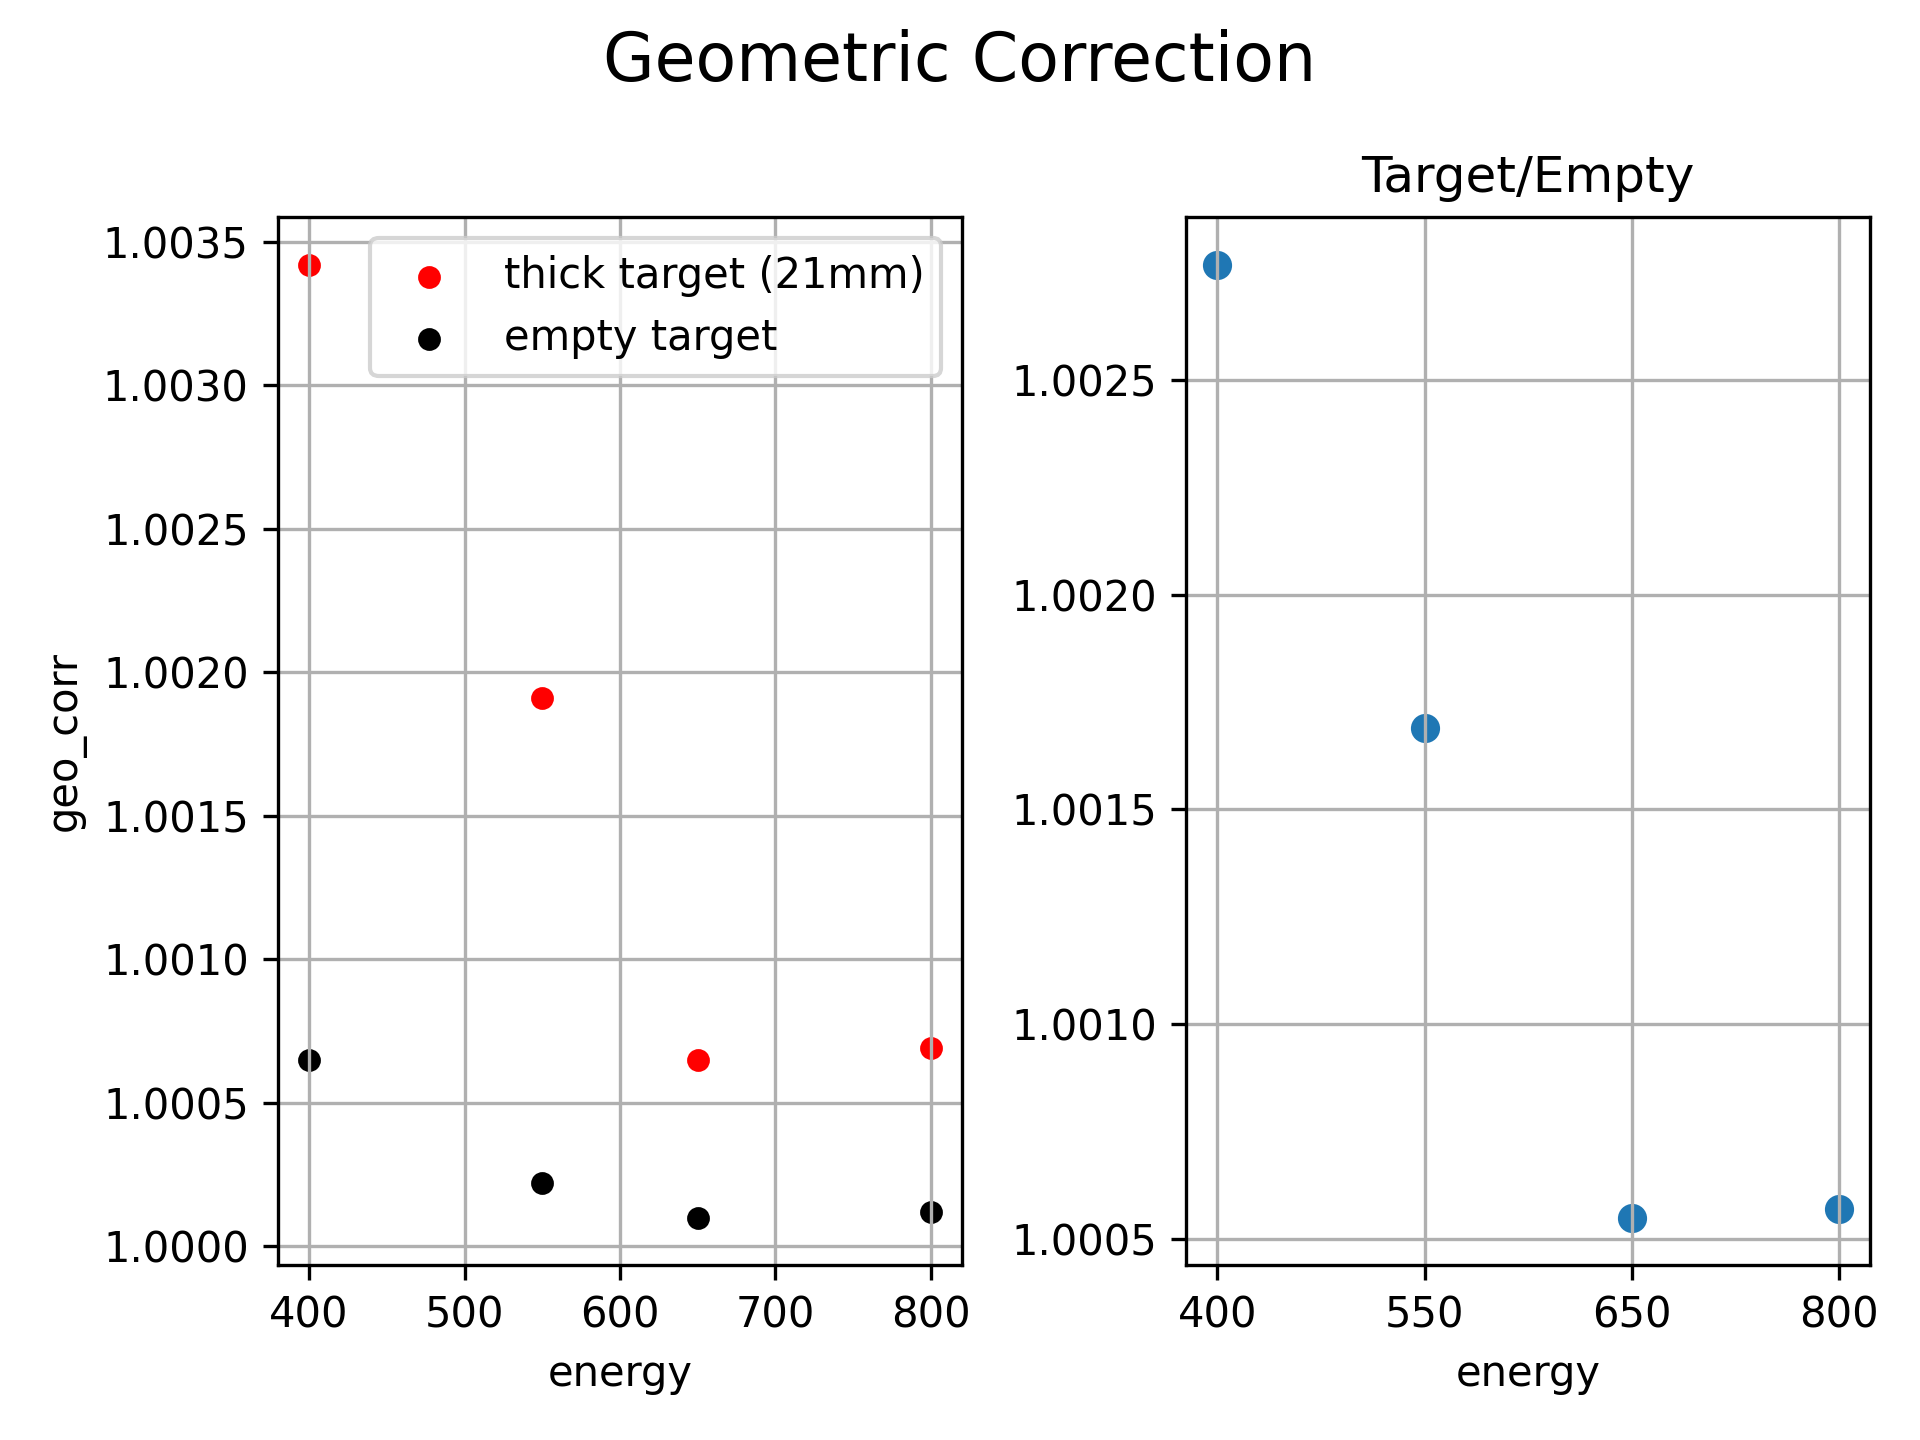 Geometric Correction
thick target (21mm)
empty target
geo_corr
1.0035
1.0030
1.0025
1.0020
1.0015
1.0010
1.0005
1.0000
400 500 600 700 800
energy
Target/Empty
1.0025
1.0020
1.0015
1.0010
1.0005
400 550 650 800
energy